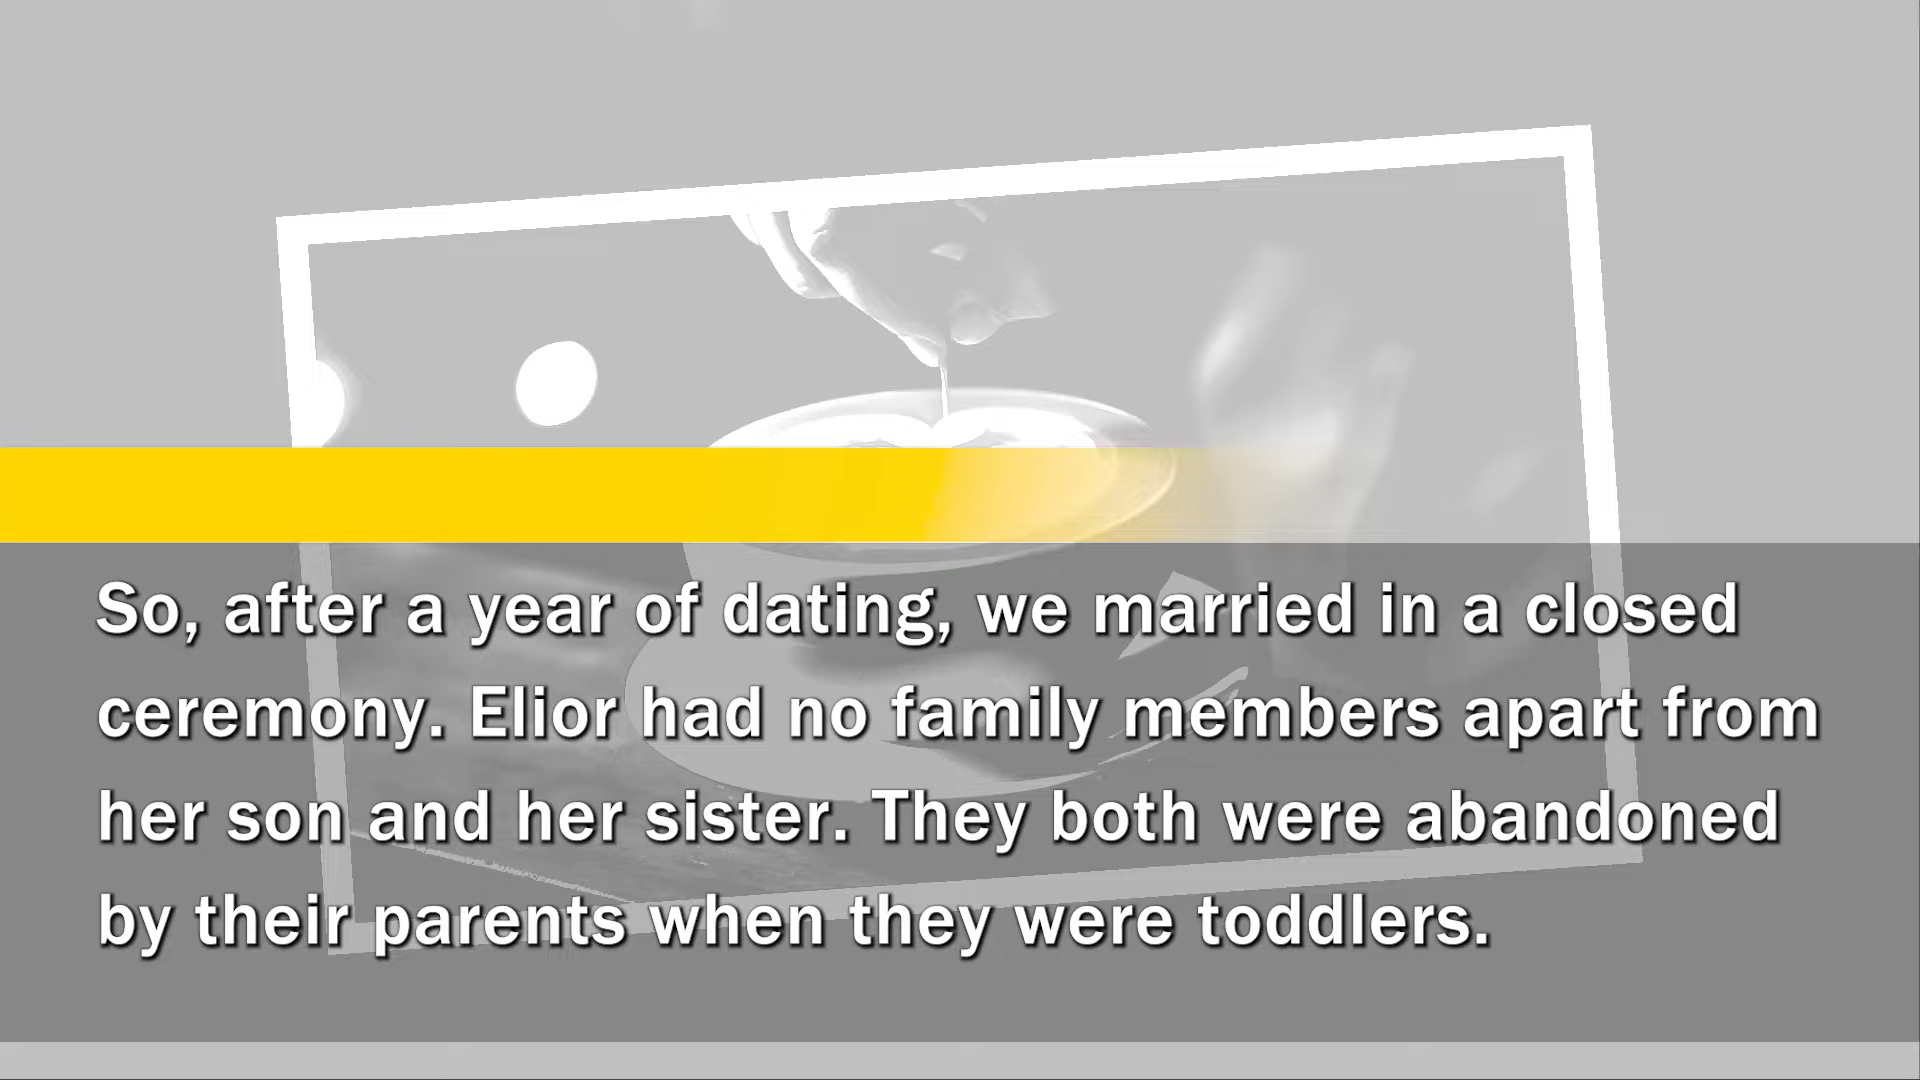 So, after a year of dating, we married in a closed
ceremony. Elior had no family members apart from
her son and her sister. They both were abandoned
by their parents when they were toddlers.